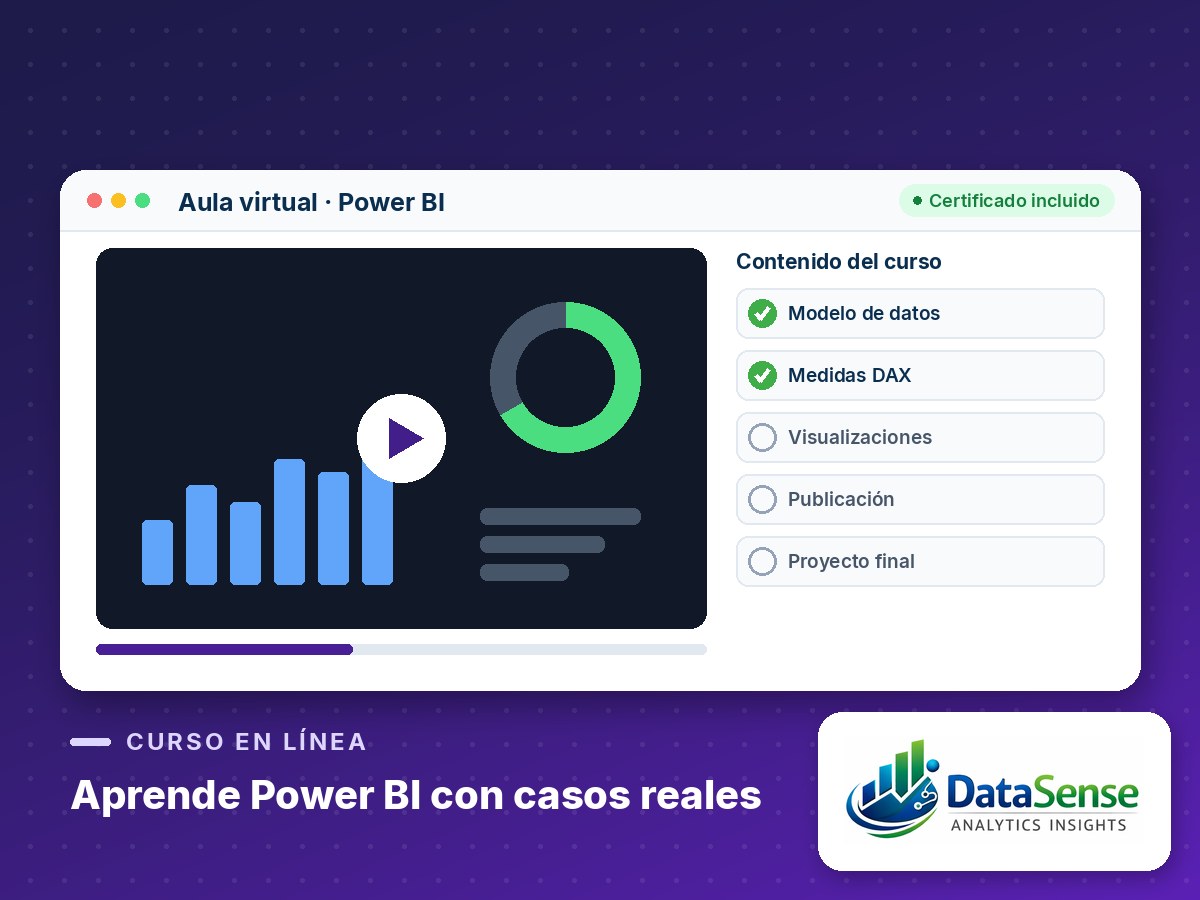 Aula virtual · Power BI
Certificado incluido
Contenido del curso
Modelo de datos
Medidas DAX
Visualizaciones
Publicación
Proyecto final
CURSO EN LÍNEA
Aprende Power BI con casos reales
DataSense
ANALYTICS INSIGHTS